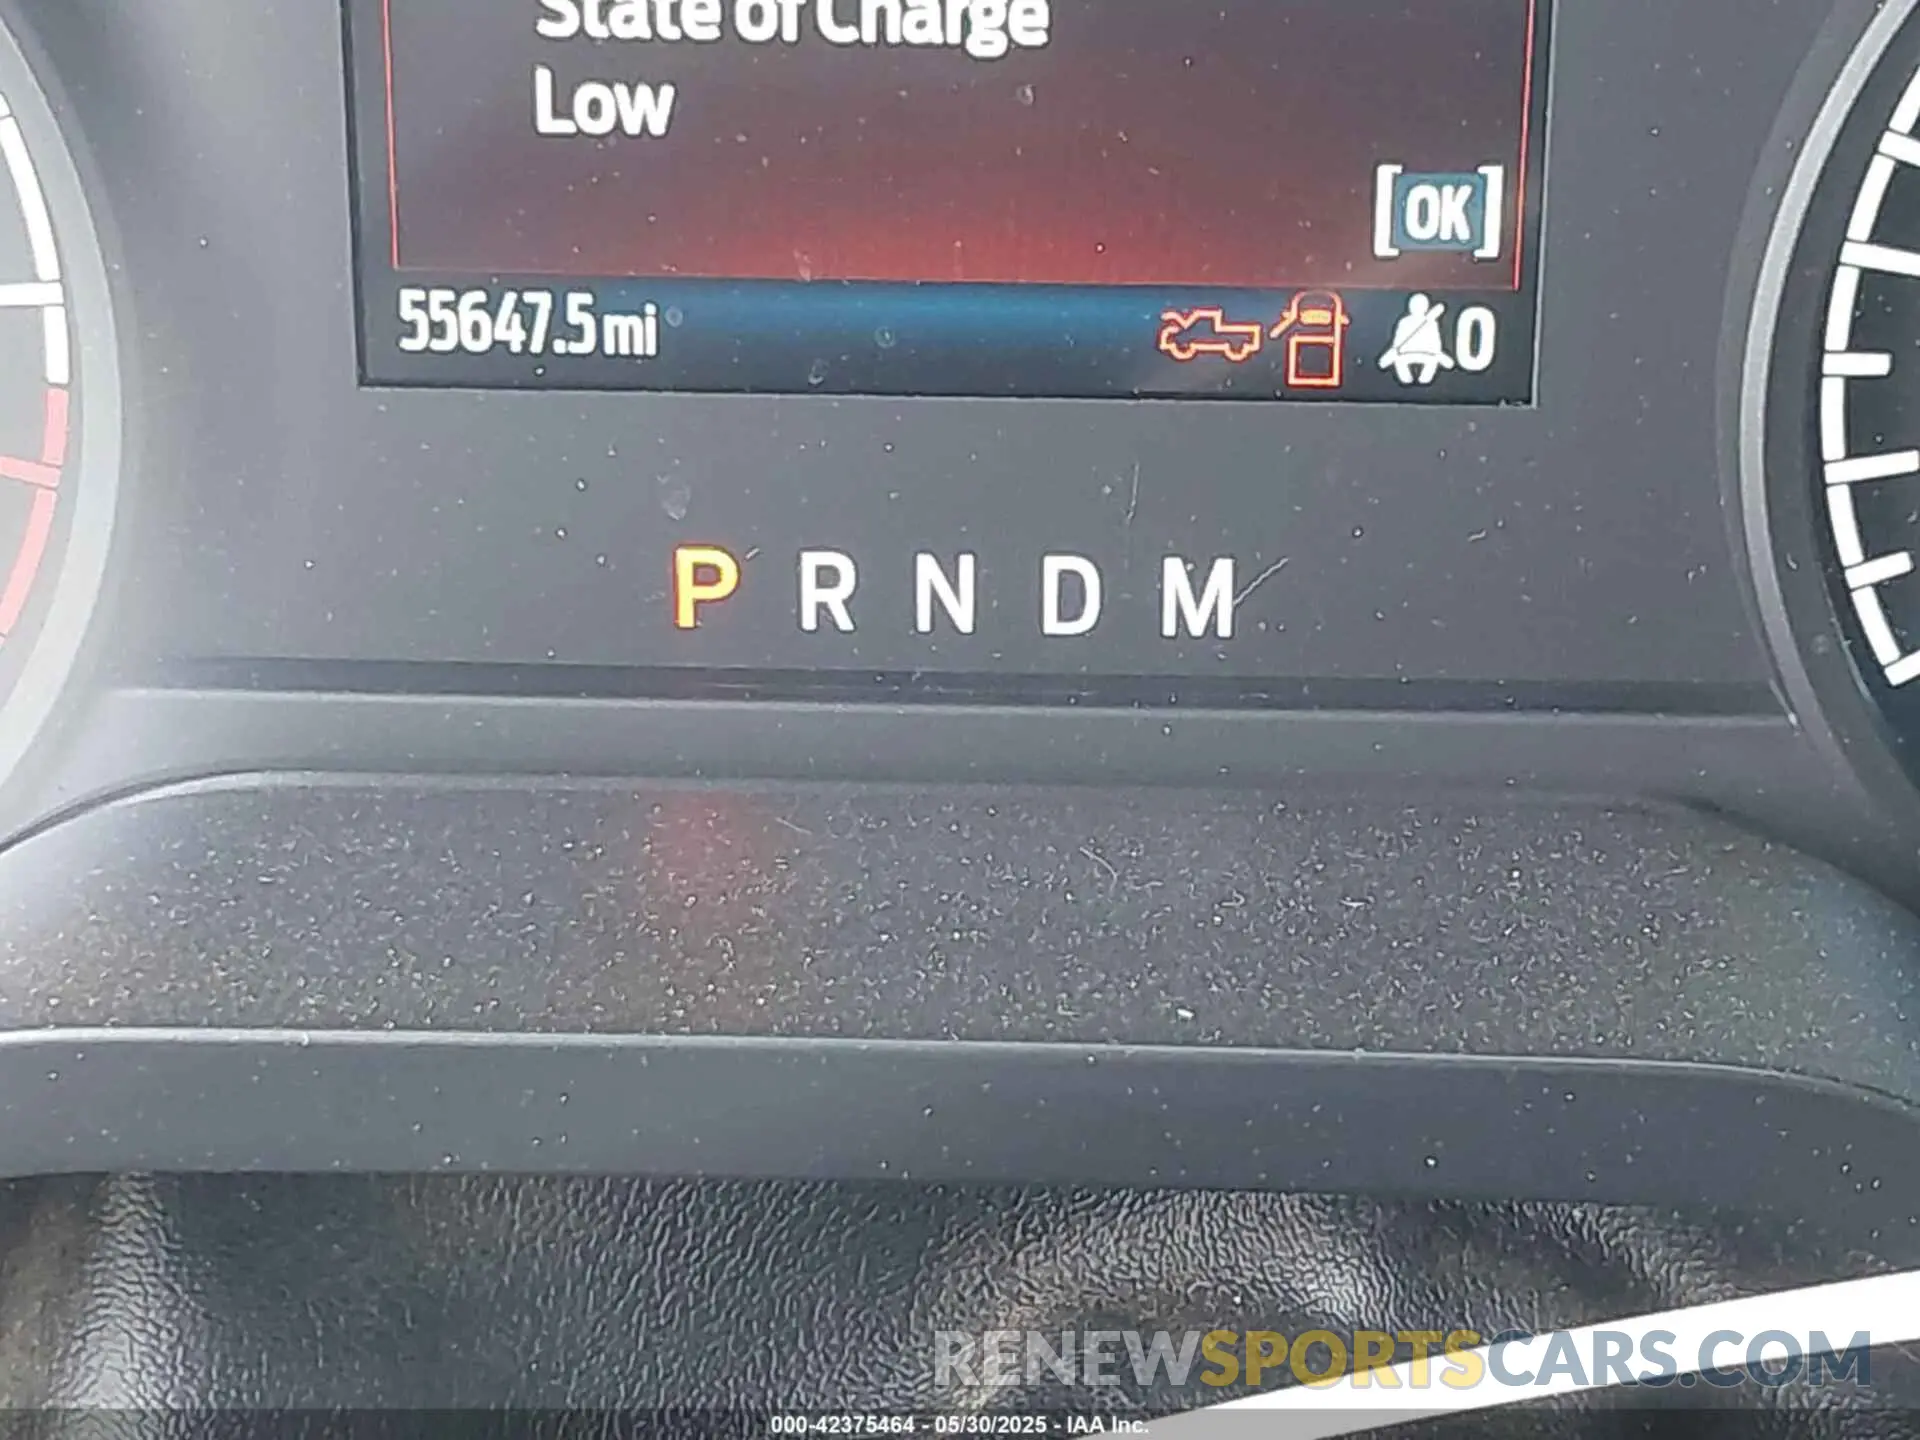 State of Charge
Low
[OK]
55647.5 mi
0
P R N D M
RENEWSPORTSCARS.COM
000-42375464 - 05/30/2025 - IAA Inc.